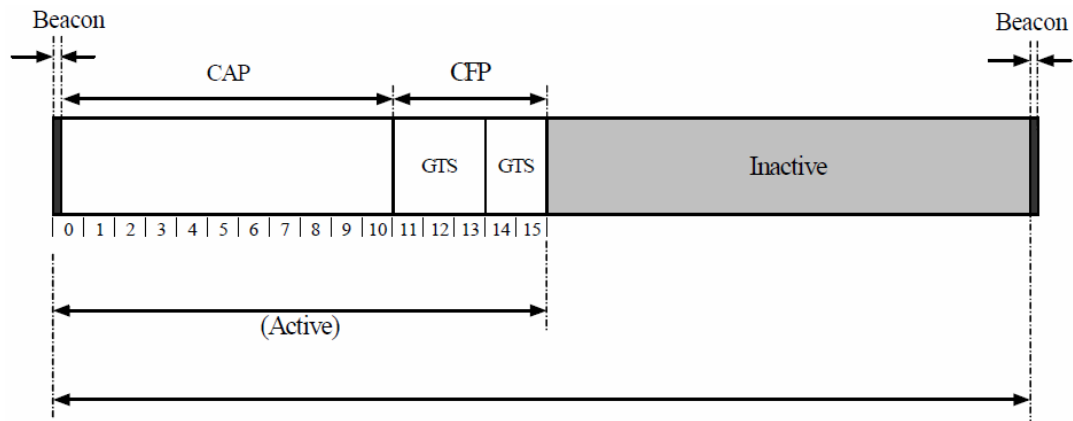 Beacon
Beacon
CAP
CFP
GTS
GTS
Inactive
0 1 2 3 4 5 6 7 8 9 10 11 12 13 14 15
(Active)